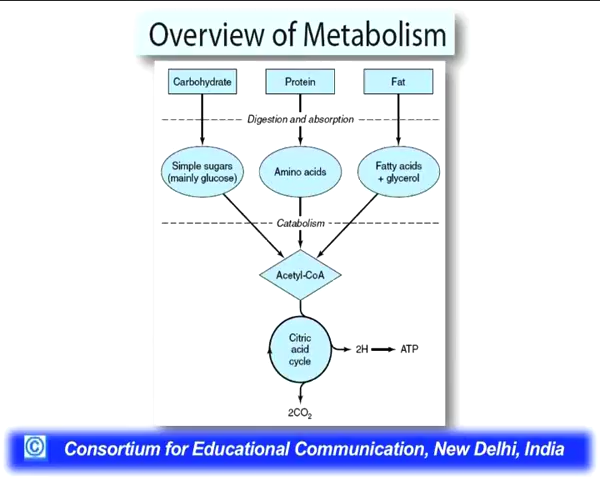 Overview of Metabolism
Carbohydrate
Protein
Fat
Digestion and absorption
Simple sugars
(mainly glucose)
Amino acids
Fatty acids
+ glycerol
Catabolism
Acetyl-CoA
Citric
acid
cycle
2H
ATP
2CO₂
© Consortium for Educational Communication, New Delhi, India